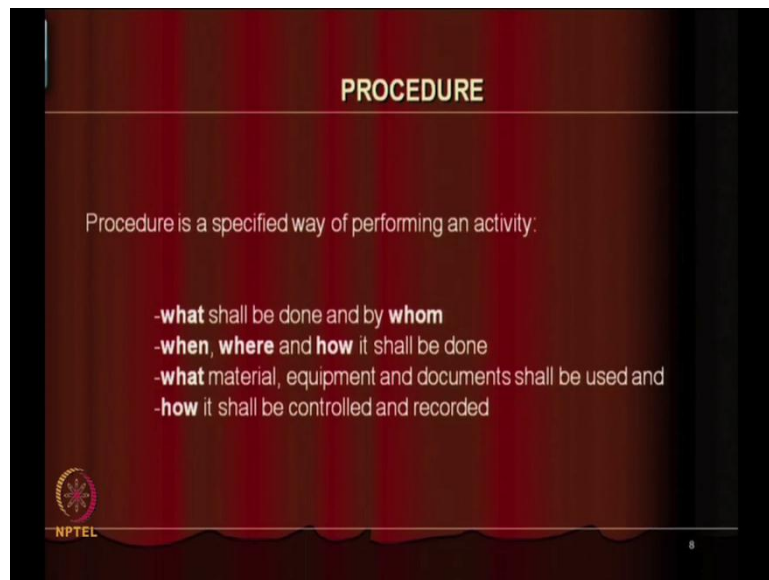 PROCEDURE
Procedure is a specified way of performing an activity:
-what shall be done and by whom
-when, where and how it shall be done
-what material, equipment and documents shall be used and
-how it shall be controlled and recorded
NPTEL
8